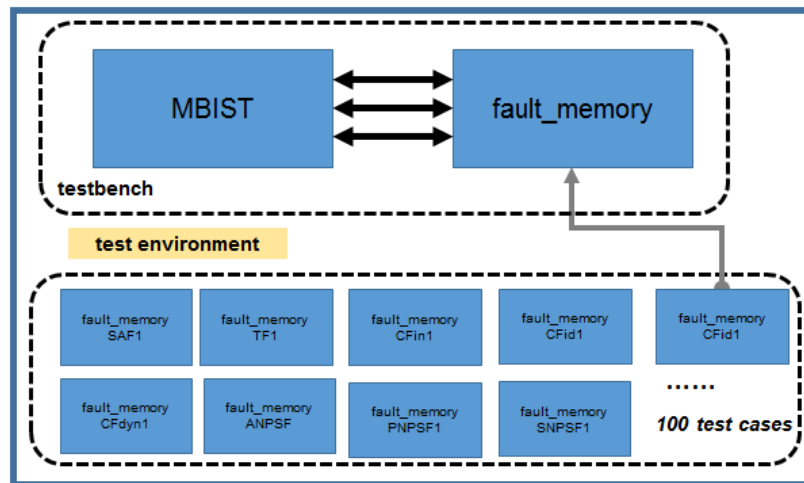 MBIST
fault_memory
testbench
test environment
fault_memory
SAF1
fault_memory
TF1
fault_memory
CFin1
fault_memory
CFid1
fault_memory
CFid1
fault_memory
CFdyn1
fault_memory
ANPSF
fault_memory
PNPSF1
fault_memory
SNPSF1
……
100 test cases